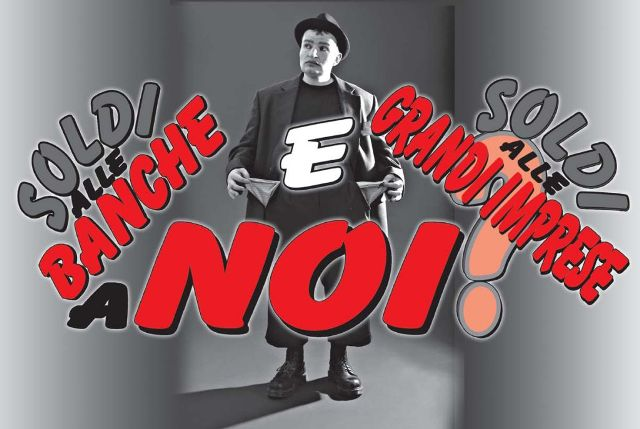 SOLDI
ALLE
BANCHE
SOLDI
ALLE
GRANDI IMPRESE
E
A NOI?